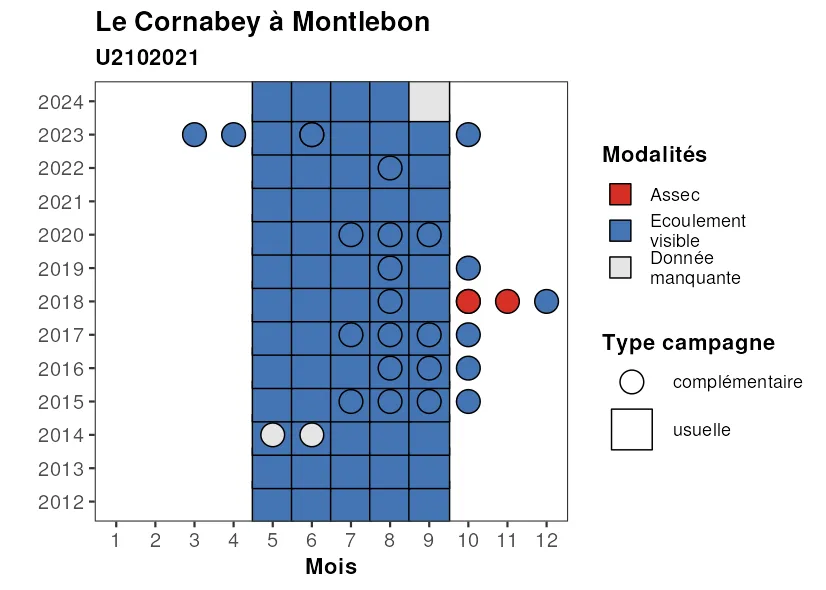 Le Cornabey à Montlebon
U2102021
2024
2023
2022
2021
2020
2019
2018
2017
2016
2015
2014
2013
2012
1 2 3 4 5 6 7 8 9 10 11 12
Mois
Modalités
Assec
Ecoulement
visible
Donnée
manquante
Type campagne
complémentaire
usuelle